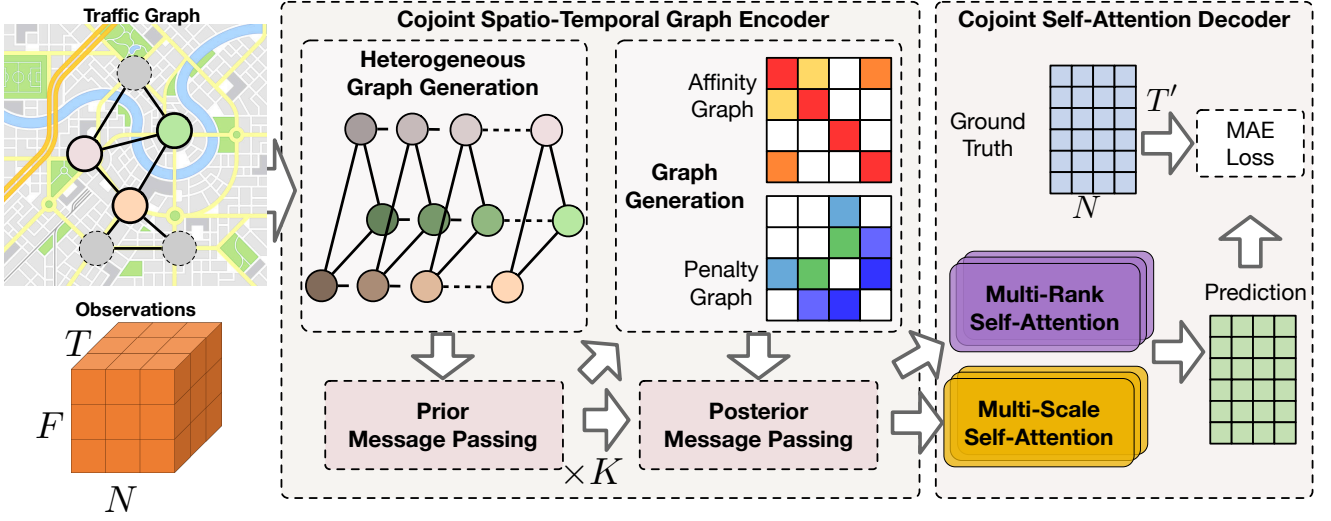 Traffic Graph
Observations
T
F
N
Cojoint Spatio-Temporal Graph Encoder
Heterogeneous
Graph Generation
Affinity
Graph
Graph
Generation
Penalty
Graph
Prior
Message Passing
×K
Posterior
Message Passing
Cojoint Self-Attention Decoder
Ground
Truth
T′
N
MAE
Loss
Multi-Rank
Self-Attention
Multi-Scale
Self-Attention
Prediction